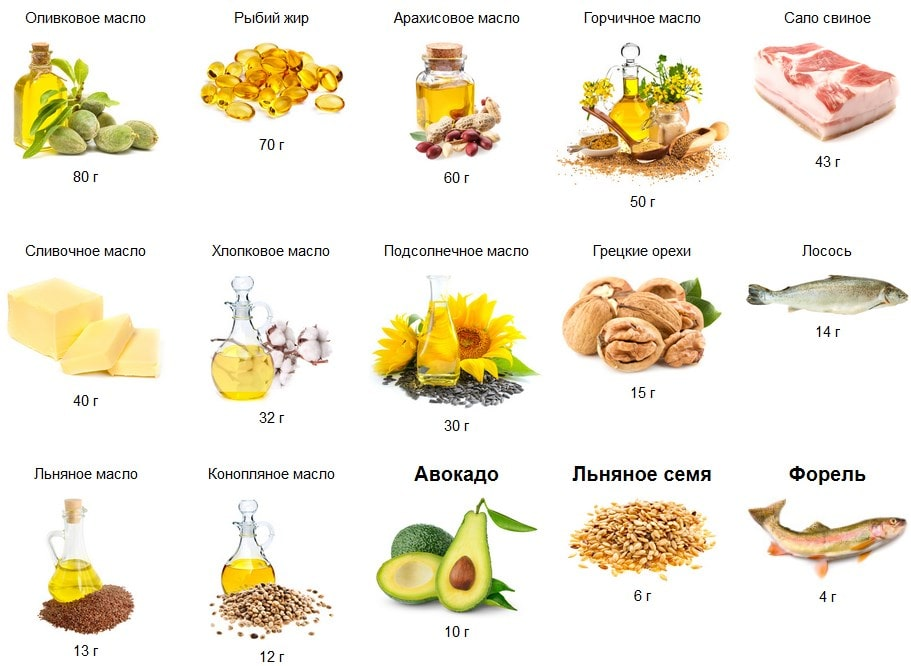 Оливковое масло
Рыбий жир
Арахисовое масло
Горчичное масло
Сало свиное
80 г
70 г
60 г
50 г
43 г
Сливочное масло
Хлопковое масло
Подсолнечное масло
Грецкие орехи
Лосось
40 г
32 г
30 г
15 г
14 г
Льняное масло
Конопляное масло
Авокадо
Льняное семя
Форель
13 г
12 г
10 г
6 г
4 г